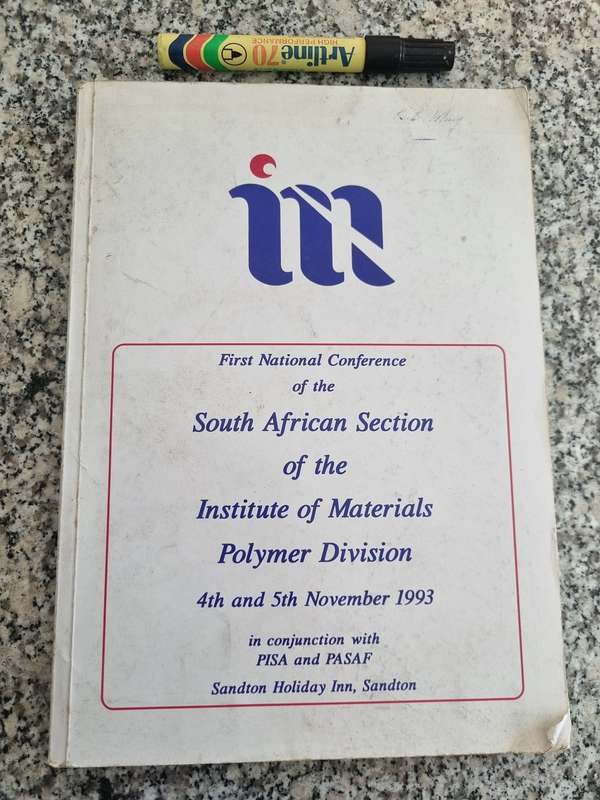 Artline 70
HIGH PERFORMANCE
im
First National Conference
of the
South African Section
of the
Institute of Materials
Polymer Division
4th and 5th November 1993
in conjunction with
PISA and PASAF
Sandton Holiday Inn, Sandton